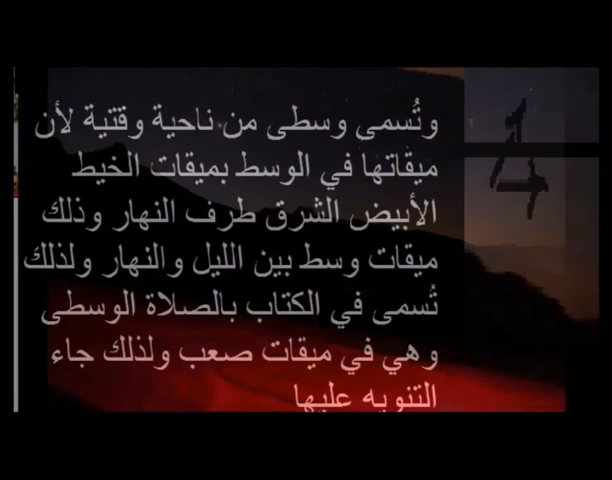 وتُسمى وسطى من ناحية وقتية لأن
ميقاتها في الوسط بميقات الخيط
الأبيض الشرق طرف النهار وذلك
ميقات وسط بين الليل والنهار ولذلك
تُسمى في الكتاب بالصلاة الوسطى
وهي في ميقات صعب ولذلك جاء
التنويه عليها